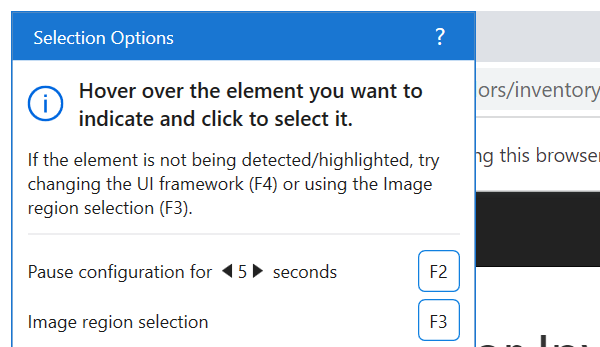 Selection Options ?
Hover over the element you want to
indicate and click to select it.
If the element is not being detected/highlighted, try
changing the UI framework (F4) or using the Image
region selection (F3).
Pause configuration for 5 seconds F2
Image region selection F3
ors/inventory
ng this browser